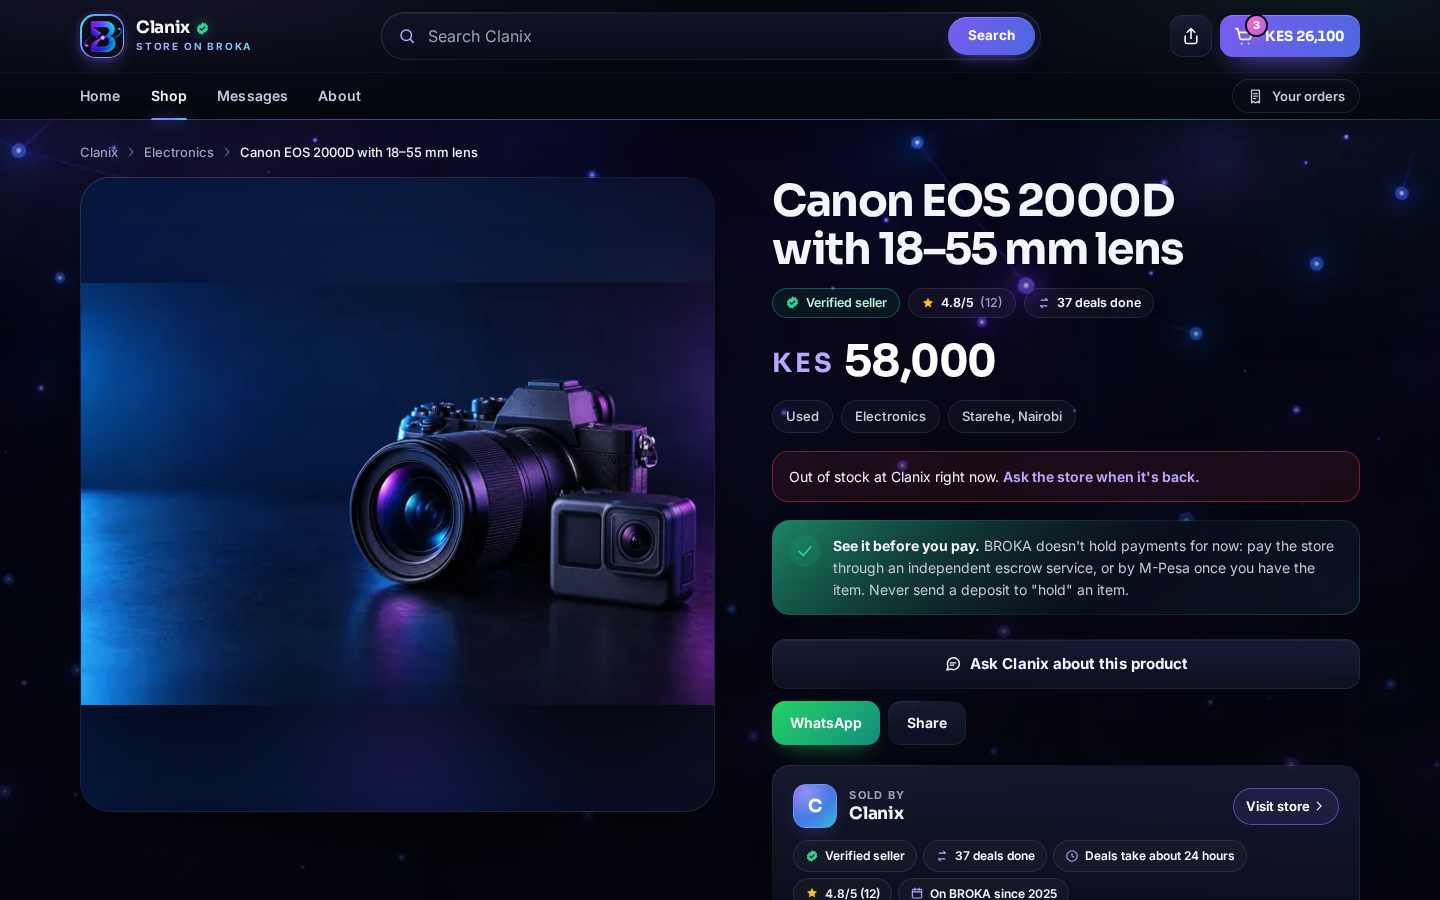 Clanix
STORE ON BROKA
Search Clanix
Search
3
KES 26,100
Home
Shop
Messages
About
Your orders
Clanix
Electronics
Canon EOS 2000D with 18–55 mm lens
Canon EOS 2000D
with 18–55 mm lens
Verified seller
4.8/5 (12)
37 deals done
KES 58,000
Used
Electronics
Starehe, Nairobi
Out of stock at Clanix right now. Ask the store when it's back.
See it before you pay. BROKA doesn't hold payments for now: pay the store
through an independent escrow service, or by M-Pesa once you have the
item. Never send a deposit to "hold" an item.
Ask Clanix about this product
WhatsApp
Share
C
SOLD BY
Clanix
Visit store
Verified seller
37 deals done
Deals take about 24 hours
4.8/5 (12)
On BROKA since 2025